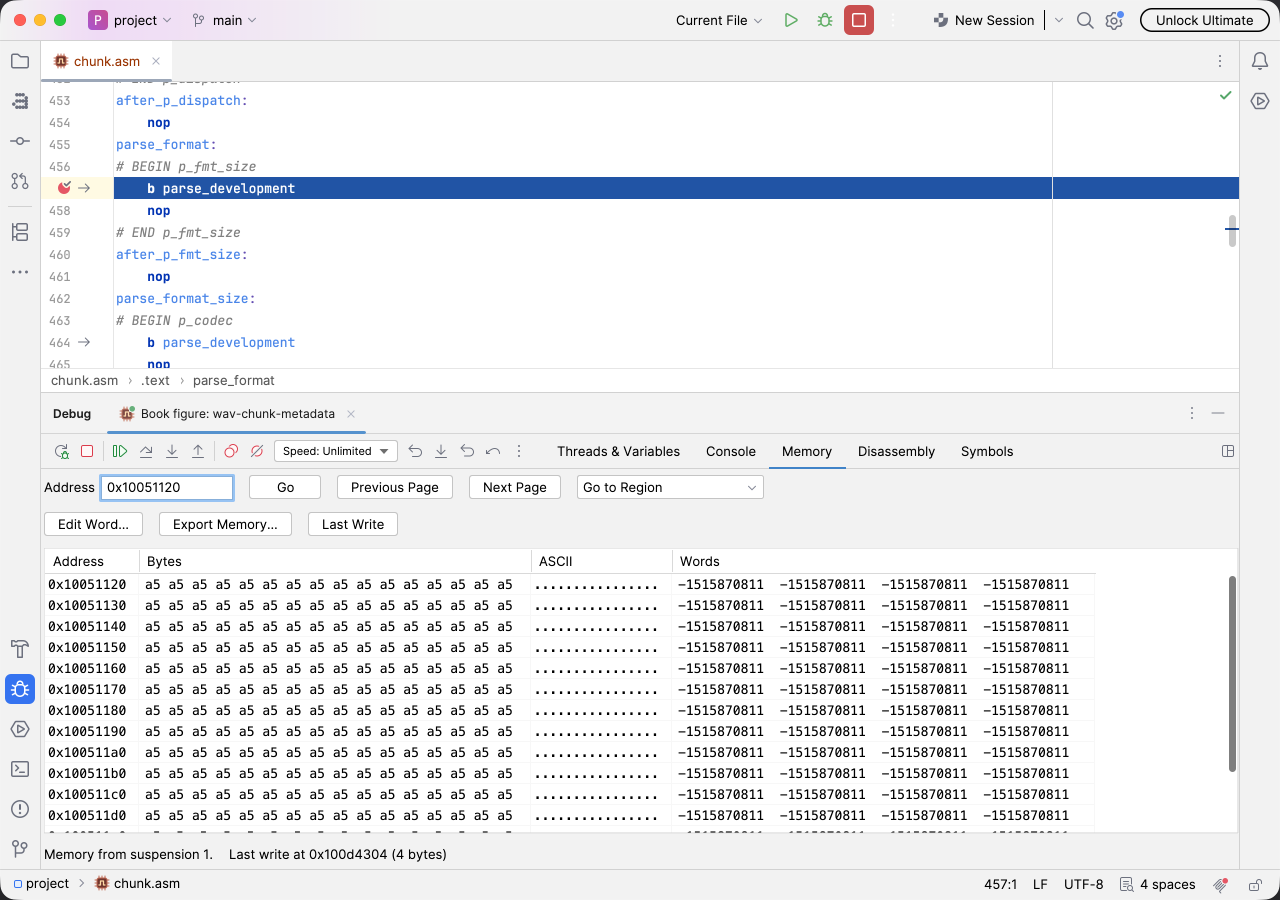 P project main Current File New Session Unlock Ultimate
chunk.asm
453 after_p_dispatch:
454 nop
455 parse_format:
456 # BEGIN p_fmt_size
b parse_development
458 nop
459 # END p_fmt_size
460 after_p_fmt_size:
461 nop
462 parse_format_size:
463 # BEGIN p_codec
464 b parse_development
465 nop
chunk.asm › .text › parse_format
Debug Book figure: wav-chunk-metadata
Speed: Unlimited Threads & Variables Console Memory Disassembly Symbols
Address 0x10051120 Go Previous Page Next Page Go to Region
Edit Word... Export Memory... Last Write
Address Bytes ASCII Words
0x10051120 a5 a5 a5 a5 a5 a5 a5 a5 a5 a5 a5 a5 a5 a5 a5 a5 ................ -1515870811 -1515870811 -1515870811 -1515870811
0x10051130 a5 a5 a5 a5 a5 a5 a5 a5 a5 a5 a5 a5 a5 a5 a5 a5 ................ -1515870811 -1515870811 -1515870811 -1515870811
0x10051140 a5 a5 a5 a5 a5 a5 a5 a5 a5 a5 a5 a5 a5 a5 a5 a5 ................ -1515870811 -1515870811 -1515870811 -1515870811
0x10051150 a5 a5 a5 a5 a5 a5 a5 a5 a5 a5 a5 a5 a5 a5 a5 a5 ................ -1515870811 -1515870811 -1515870811 -1515870811
0x10051160 a5 a5 a5 a5 a5 a5 a5 a5 a5 a5 a5 a5 a5 a5 a5 a5 ................ -1515870811 -1515870811 -1515870811 -1515870811
0x10051170 a5 a5 a5 a5 a5 a5 a5 a5 a5 a5 a5 a5 a5 a5 a5 a5 ................ -1515870811 -1515870811 -1515870811 -1515870811
0x10051180 a5 a5 a5 a5 a5 a5 a5 a5 a5 a5 a5 a5 a5 a5 a5 a5 ................ -1515870811 -1515870811 -1515870811 -1515870811
0x10051190 a5 a5 a5 a5 a5 a5 a5 a5 a5 a5 a5 a5 a5 a5 a5 a5 ................ -1515870811 -1515870811 -1515870811 -1515870811
0x100511a0 a5 a5 a5 a5 a5 a5 a5 a5 a5 a5 a5 a5 a5 a5 a5 a5 ................ -1515870811 -1515870811 -1515870811 -1515870811
0x100511b0 a5 a5 a5 a5 a5 a5 a5 a5 a5 a5 a5 a5 a5 a5 a5 a5 ................ -1515870811 -1515870811 -1515870811 -1515870811
0x100511c0 a5 a5 a5 a5 a5 a5 a5 a5 a5 a5 a5 a5 a5 a5 a5 a5 ................ -1515870811 -1515870811 -1515870811 -1515870811
0x100511d0 a5 a5 a5 a5 a5 a5 a5 a5 a5 a5 a5 a5 a5 a5 a5 a5 ................ -1515870811 -1515870811 -1515870811 -1515870811
Memory from suspension 1. Last write at 0x100d4304 (4 bytes)
project › chunk.asm 457:1 LF UTF-8 4 spaces